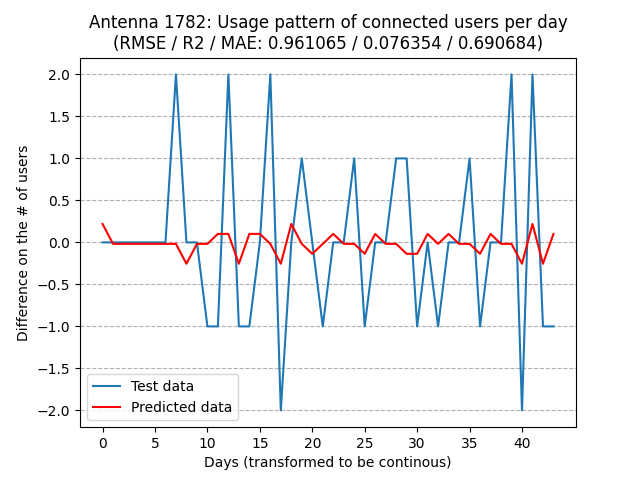 Antenna 1782: Usage pattern of connected users per day
(RMSE / R2 / MAE: 0.961065 / 0.076354 / 0.690684)
2.0
1.5
1.0
0.5
0.0
−0.5
−1.0
−1.5
−2.0
Difference on the # of users
Test data
Predicted data
0 5 10 15 20 25 30 35 40
Days (transformed to be continous)